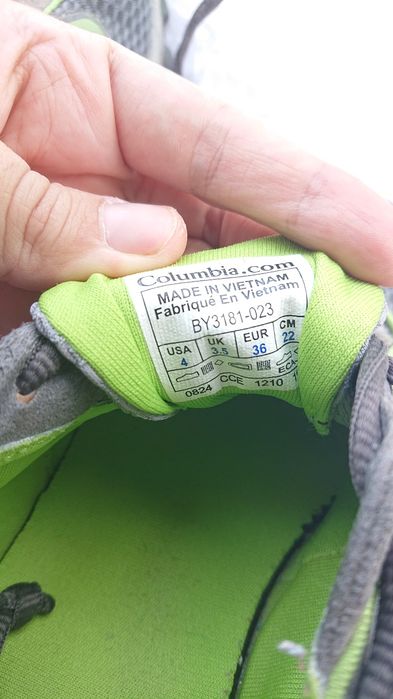 Columbia.com
MADE IN VIETNAM
Fabriqué En Vietnam
BY3181-023
USA UK EUR CM
4 3.5 36 22
0824 CCE 1210